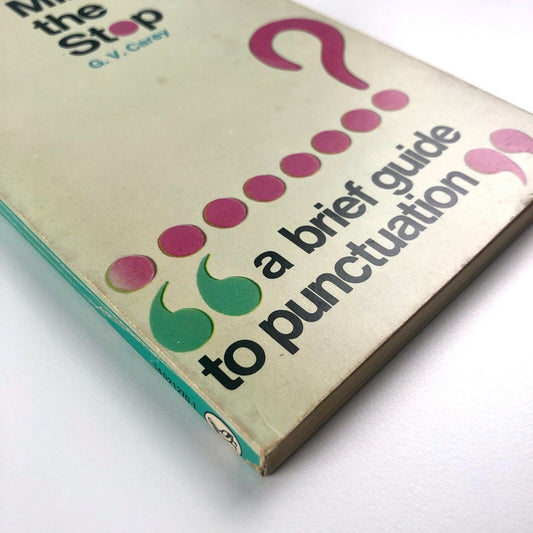 the
Stop
G. V. Carey
?
“a brief guide
to punctuation”